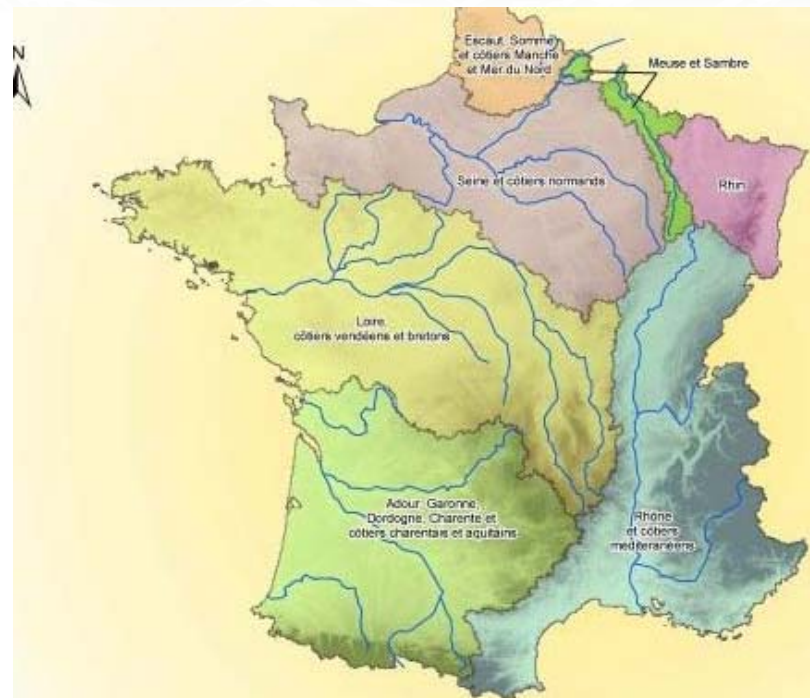 N
Escaut, Somme
et côtiers Manche
et Mer du Nord
Meuse et Sambre
Seine et côtiers normands
Rhin
Loire,
côtiers vendéens et bretons
Adour, Garonne,
Dordogne, Charente et
côtiers charentais et aquitains
Rhône
et côtiers
méditeranéens